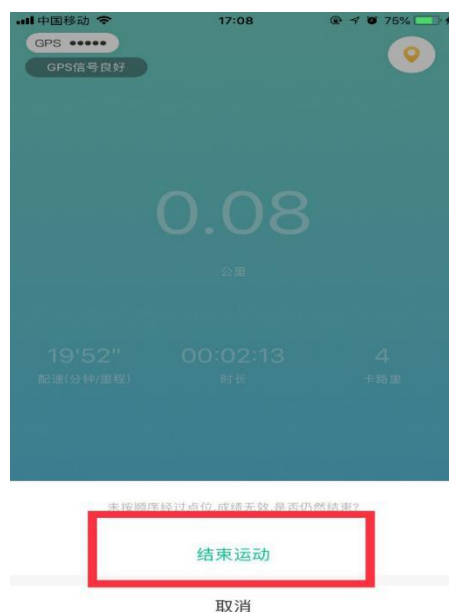 中国移动 17:08 75%
GPS
GPS信号良好
0.08
公里
19'52" 00:02:13 4
配速(分钟/里程) 时长 卡路里
未按顺序经过点位,成绩无效,是否仍然结束?
结束运动
取消